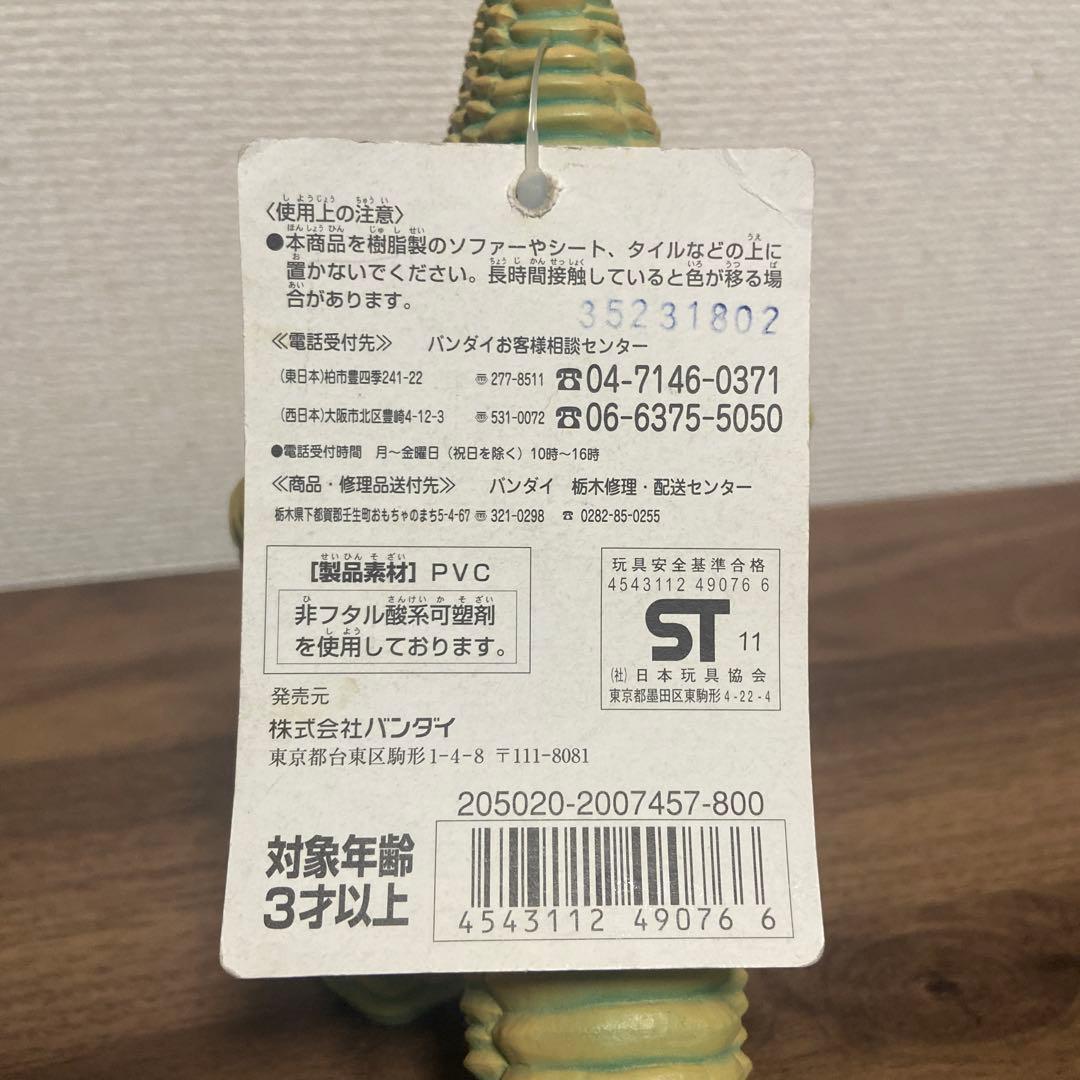 〈使用上の注意〉
●本商品を樹脂製のソファーやシート、タイルなどの上に
置かないでください。長時間接触していると色が移る場
合があります。
35231802
≪電話受付先≫ バンダイお客様相談センター
(東日本)柏市豊四季241-22 〠277-8511 ☎04-7146-0371
(西日本)大阪市北区豊崎4-12-3 〠531-0072 ☎06-6375-5050
●電話受付時間 月〜金曜日(祝日を除く)10時〜16時
≪商品・修理品送付先≫ バンダイ 栃木修理・配送センター
栃木県下都賀郡壬生町おもちゃのまち5-4-67 〠321-0298 ☎ 0282-85-0255
[製品素材] PVC
非フタル酸系可塑剤
を使用しております。
玩具安全基準合格
4543112 49076 6
ST 11
(社)日本玩具協会
東京都墨田区東駒形4-22-4
発売元
株式会社バンダイ
東京都台東区駒形1-4-8 〒111-8081
205020-2007457-800
対象年齢
3才以上
4543112 49076 6